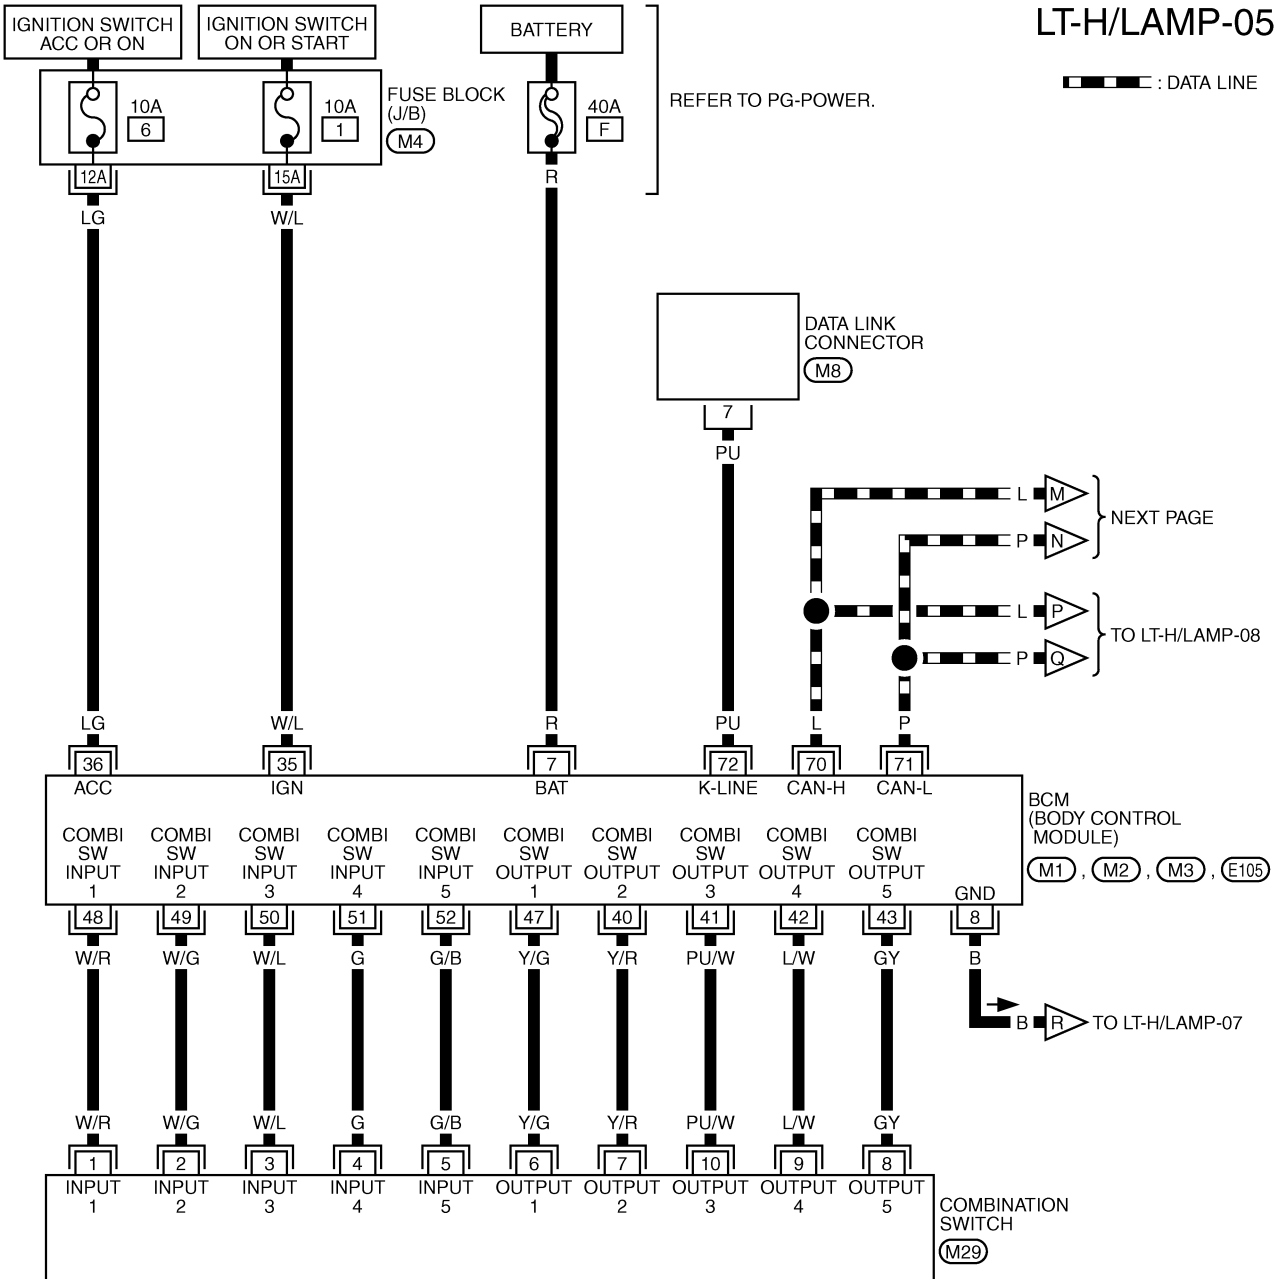 LT-H/LAMP-05
: DATA LINE
IGNITION SWITCH
ACC OR ON
IGNITION SWITCH
ON OR START
BATTERY
REFER TO PG-POWER.
10A
6
10A
1
FUSE BLOCK
(J/B)
M4
40A
F
12A
15A
R
LG
W/L
DATA LINK
CONNECTOR
M8
7
PU
L
M
P
N
NEXT PAGE
L
P
P
Q
TO LT-H/LAMP-08
LG
W/L
R
PU
L
P
36
35
7
72
70
71
ACC
IGN
BAT
K-LINE
CAN-H
CAN-L
BCM
(BODY CONTROL
MODULE)
M1 , M2 , M3 , E105
COMBI
SW
INPUT
1
COMBI
SW
INPUT
2
COMBI
SW
INPUT
3
COMBI
SW
INPUT
4
COMBI
SW
INPUT
5
COMBI
SW
OUTPUT
1
COMBI
SW
OUTPUT
2
COMBI
SW
OUTPUT
3
COMBI
SW
OUTPUT
4
COMBI
SW
OUTPUT
5
GND
48
49
50
51
52
47
40
41
42
43
8
W/R
W/G
W/L
G
G/B
Y/G
Y/R
PU/W
L/W
GY
B
B
R
TO LT-H/LAMP-07
W/R
W/G
W/L
G
G/B
Y/G
Y/R
PU/W
L/W
GY
1
2
3
4
5
6
7
10
9
8
INPUT
1
INPUT
2
INPUT
3
INPUT
4
INPUT
5
OUTPUT
1
OUTPUT
2
OUTPUT
3
OUTPUT
4
OUTPUT
5
COMBINATION
SWITCH
M29